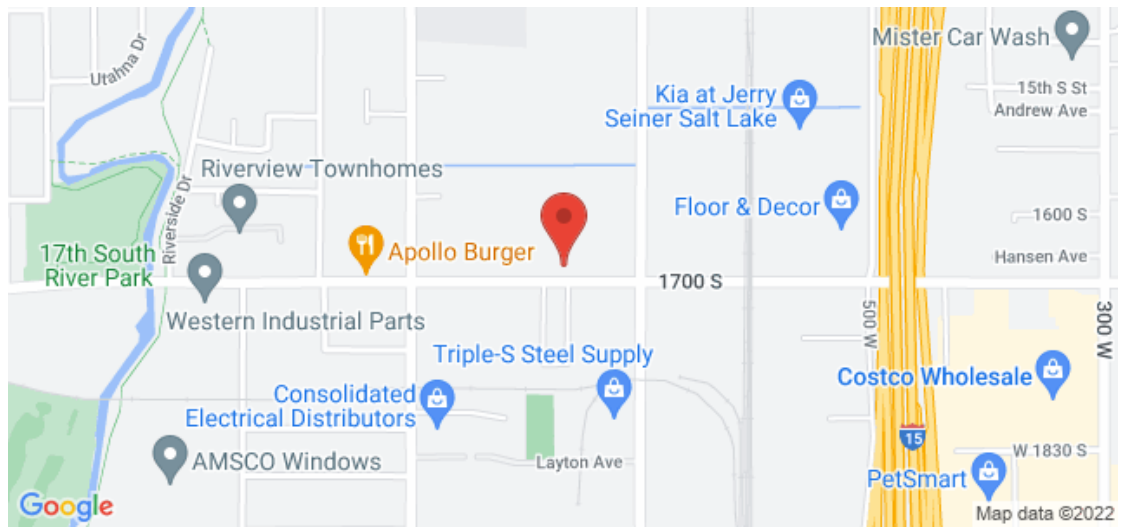 Utahna Dr
Mister Car Wash
15th S St
Andrew Ave
Kia at Jerry
Seiner Salt Lake
Riverview Townhomes
Riverside Dr
Floor & Decor
1600 S
17th South
River Park
Apollo Burger
Hansen Ave
1700 S
Western Industrial Parts
500 W
300 W
Triple-S Steel Supply
Consolidated
Electrical Distributors
Costco Wholesale
15
AMSCO Windows
Layton Ave
W 1830 S
PetSmart
Google
Map data ©2022